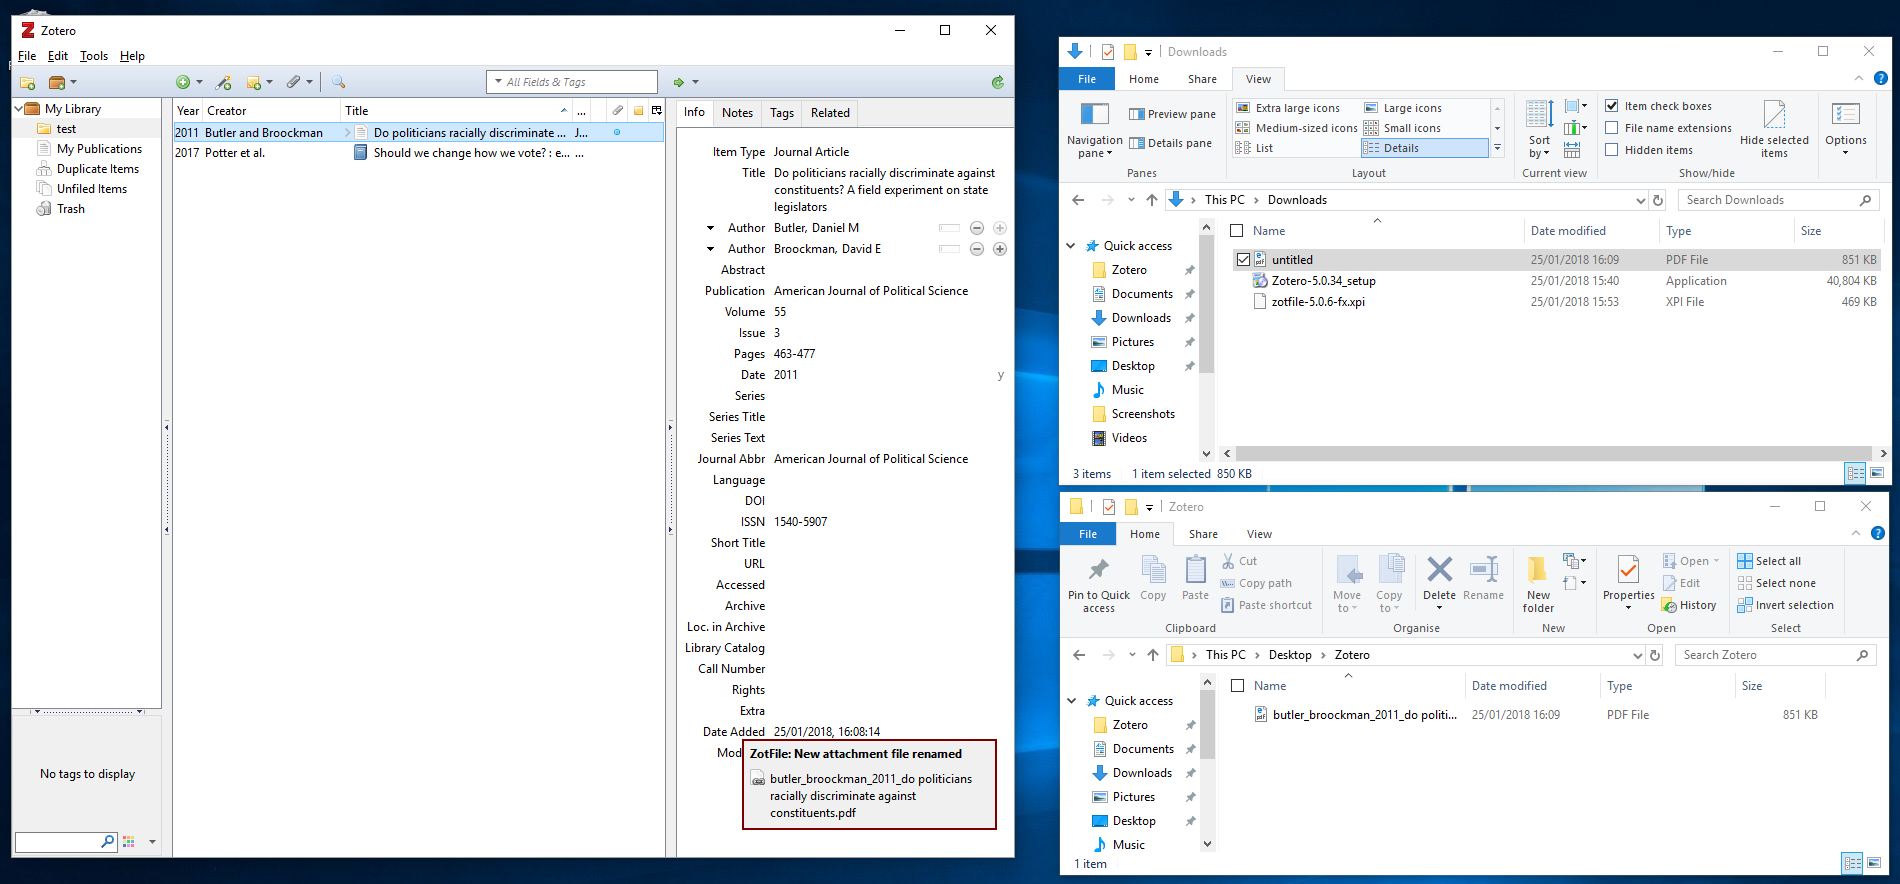 Zotero
File Edit Tools Help
All Fields & Tags
My Library
test
My Publications
Duplicate Items
Unfiled Items
Trash
No tags to display
Year Creator Title ...
2011 Butler and Broockman Do politicians racially discriminate ... J...
2017 Potter et al. Should we change how we vote? : e... ...
Info Notes Tags Related
Item Type Journal Article
Title Do politicians racially discriminate against
constituents? A field experiment on state
legislators
Author Butler, Daniel M
Author Broockman, David E
Abstract
Publication American Journal of Political Science
Volume 55
Issue 3
Pages 463-477
Date 2011 y
Series
Series Title
Series Text
Journal Abbr American Journal of Political Science
Language
DOI
ISSN 1540-5907
Short Title
URL
Accessed
Archive
Loc. in Archive
Library Catalog
Call Number
Rights
Extra
Date Added 25/01/2018, 16:08:14
Mod
ZotFile: New attachment file renamed
butler_broockman_2011_do politicians
racially discriminate against
constituents.pdf
Downloads
File Home Share View
Navigation
pane
Preview pane
Details pane
Panes
Extra large icons Large icons
Medium-sized icons Small icons
List Details
Layout
Sort
by
Current view
Item check boxes
File name extensions
Hidden items
Hide selected
items
Show/hide
Options
This PC > Downloads
Search Downloads
Quick access
Zotero
Documents
Downloads
Pictures
Desktop
Music
Screenshots
Videos
Name Date modified Type Size
untitled 25/01/2018 16:09 PDF File 851 KB
Zotero-5.0.34_setup 25/01/2018 15:40 Application 40,804 KB
zotfile-5.0.6-fx.xpi 25/01/2018 15:53 XPI File 469 KB
3 items 1 item selected 850 KB
Zotero
File Home Share View
Pin to Quick
access
Copy
Paste
Cut
Copy path
Paste shortcut
Clipboard
Move
to
Copy
to
Delete
Rename
Organise
New
folder
New
Properties
Open
Edit
History
Open
Select all
Select none
Invert selection
Select
This PC > Desktop > Zotero
Search Zotero
Quick access
Zotero
Documents
Downloads
Pictures
Desktop
Music
Name Date modified Type Size
butler_broockman_2011_do politi... 25/01/2018 16:09 PDF File 851 KB
1 item